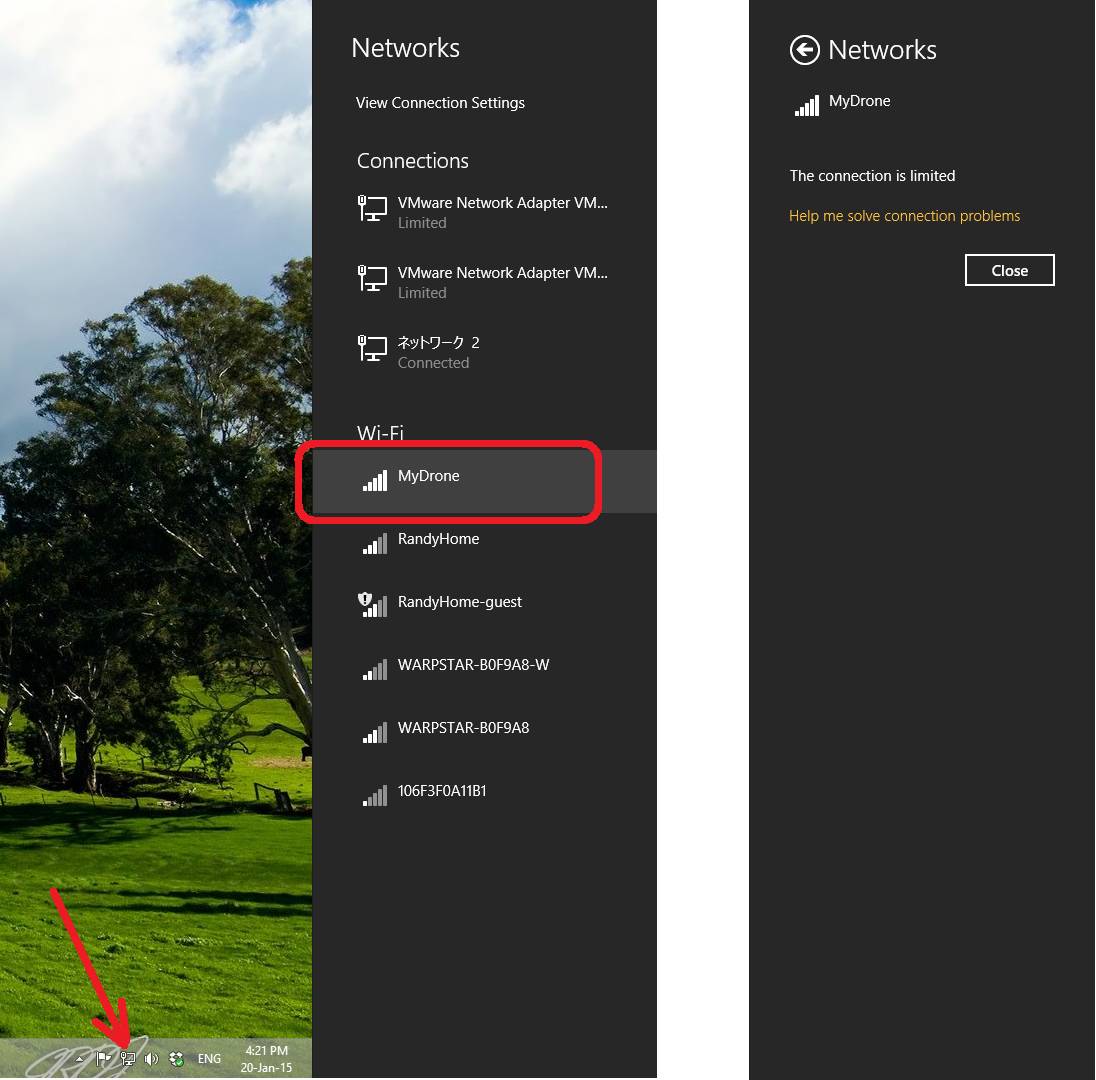 Networks
View Connection Settings
Connections
VMware Network Adapter VM...
Limited
VMware Network Adapter VM...
Limited
ネットワーク 2
Connected
Wi-Fi
MyDrone
RandyHome
RandyHome-guest
WARPSTAR-B0F9A8-W
WARPSTAR-B0F9A8
106F3F0A11B1
ENG
4:21 PM
20-Jan-15
Networks
MyDrone
The connection is limited
Help me solve connection problems
Close